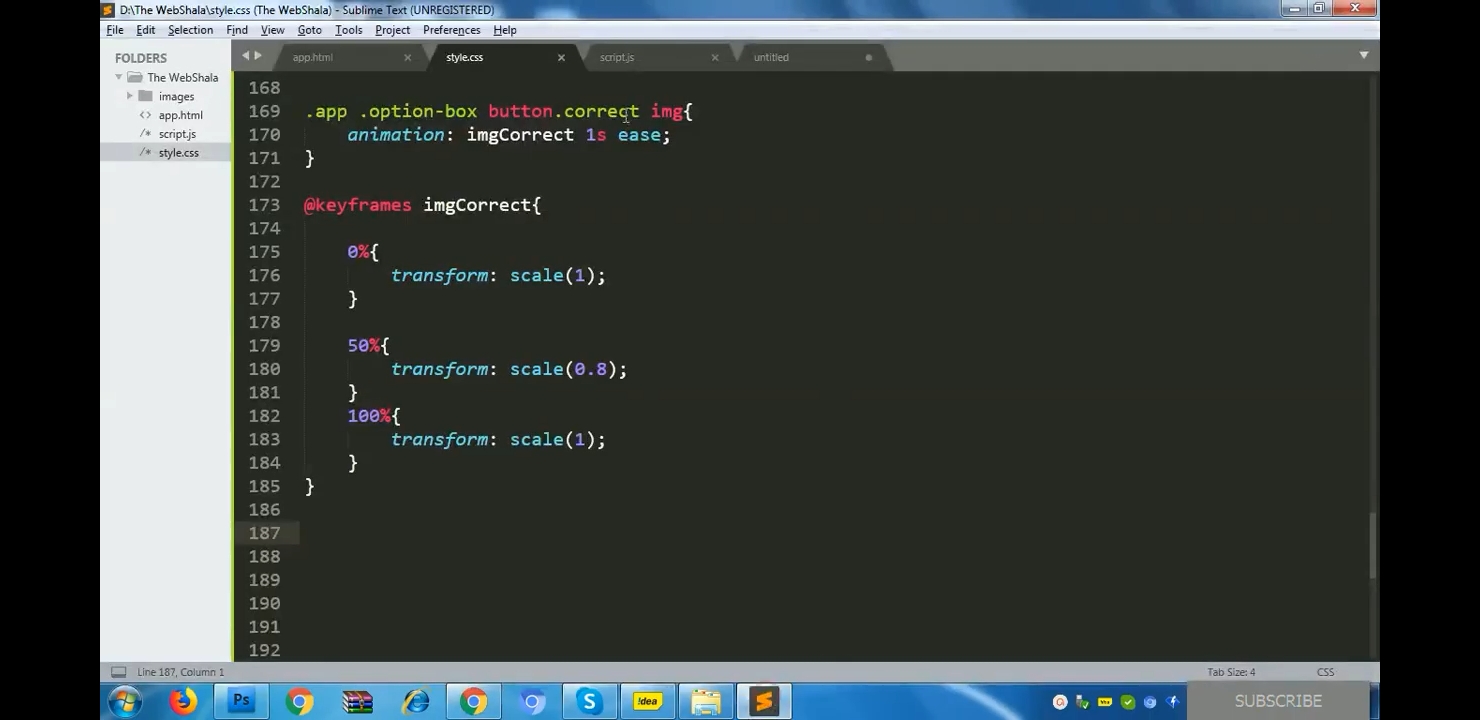 D:\The WebShala\style.css (The WebShala) - Sublime Text (UNREGISTERED)
File Edit Selection Find View Goto Tools Project Preferences Help
FOLDERS
The WebShala
images
app.html
script.js
style.css
app.html × style.css × script.js × untitled
168
169 .app .option-box button.correct img{
170 animation: imgCorrect 1s ease;
171 }
172
173 @keyframes imgCorrect{
174
175 0%{
176 transform: scale(1);
177 }
178
179 50%{
180 transform: scale(0.8);
181 }
182 100%{
183 transform: scale(1);
184 }
185 }
186
187
188
189
190
191
192
Line 187, Column 1 Tab Size: 4 CSS
Ps !dea SUBSCRIBE